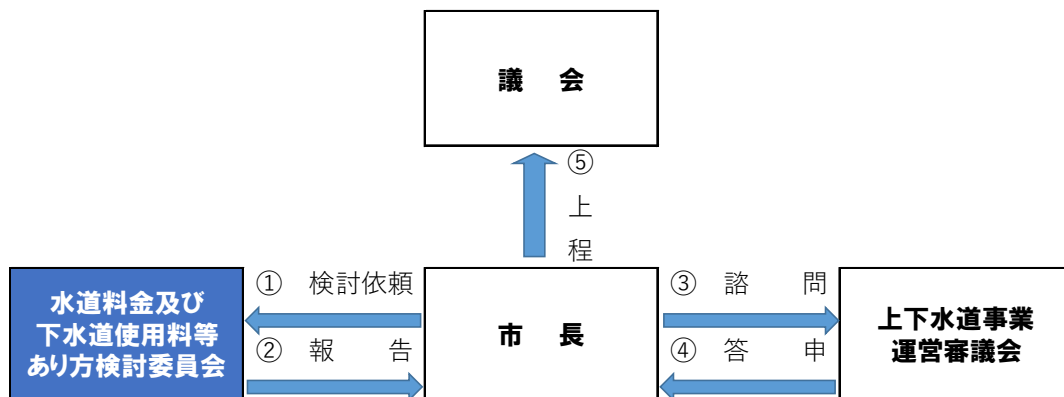 議　会
⑤
上
程
水道料金及び
下水道使用料等
あり方検討委員会
①　検討依頼
②　報　　告
市　長
③　諮　　問
④　答　　申
上下水道事業
運営審議会